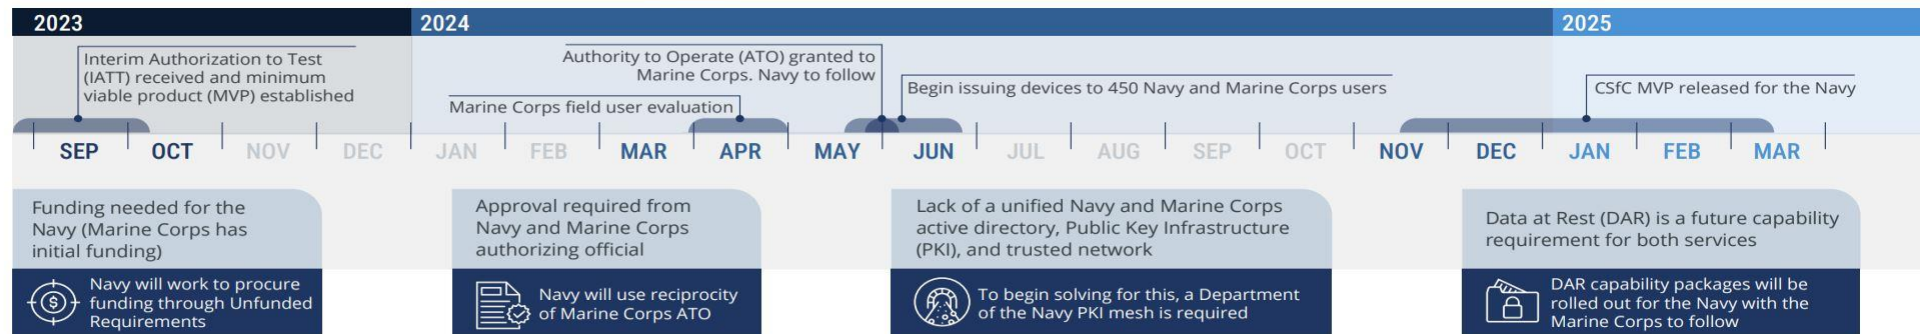 2023
2024
2025
Interim Authorization to Test
(IATT) received and minimum
viable product (MVP) established
Marine Corps field user evaluation
Authority to Operate (ATO) granted to
Marine Corps. Navy to follow
Begin issuing devices to 450 Navy and Marine Corps users
CSfC MVP released for the Navy
SEP OCT NOV DEC JAN FEB MAR APR MAY JUN JUL AUG SEP OCT NOV DEC JAN FEB MAR
Funding needed for the
Navy (Marine Corps has
initial funding)
Navy will work to procure
funding through Unfunded
Requirements
Approval required from
Navy and Marine Corps
authorizing official
Navy will use reciprocity
of Marine Corps ATO
Lack of a unified Navy and Marine Corps
active directory, Public Key Infrastructure
(PKI), and trusted network
To begin solving for this, a Department
of the Navy PKI mesh is required
Data at Rest (DAR) is a future capability
requirement for both services
DAR capability packages will be
rolled out for the Navy with the
Marine Corps to follow